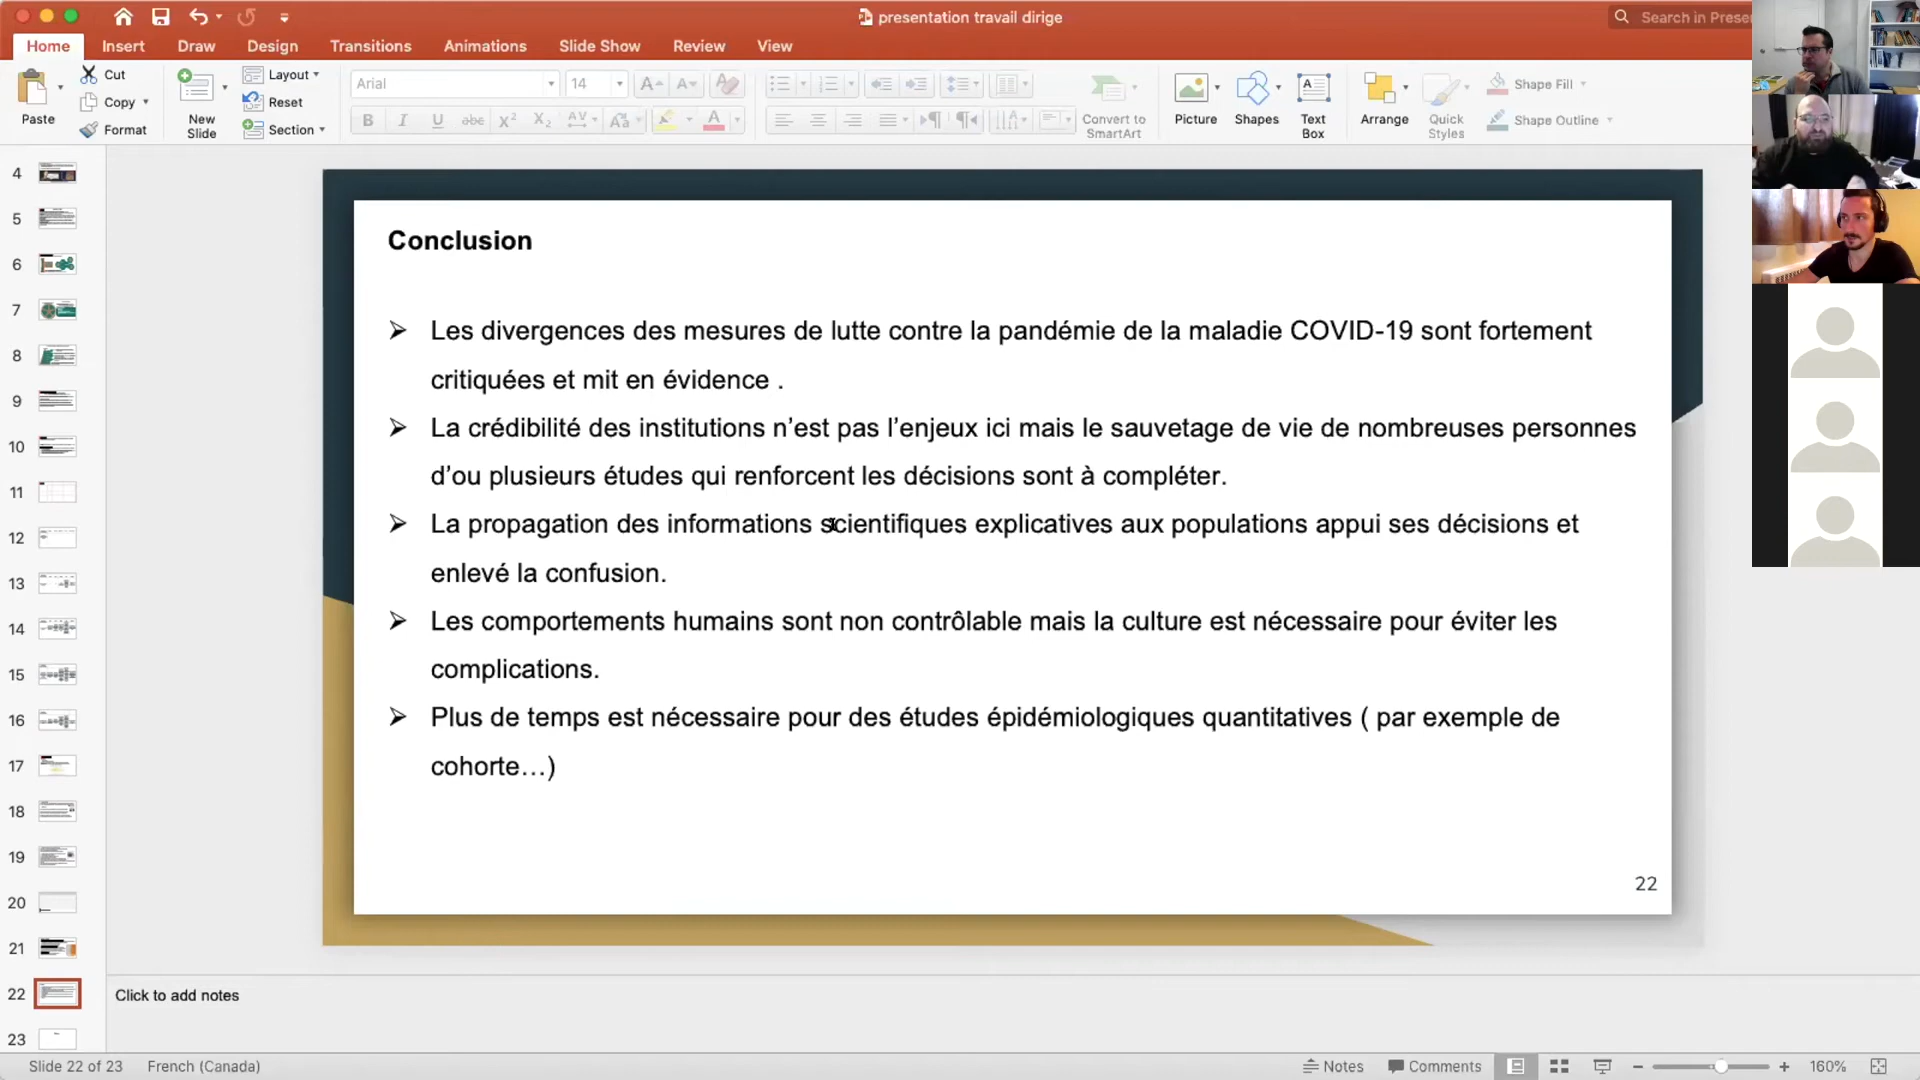 presentation travail dirige
Search in Prese
Home Insert Draw Design Transitions Animations Slide Show Review View
Paste
Cut
Copy
Format
New Slide
Layout
Reset
Section
Arial
14
Convert to SmartArt
Picture
Shapes
Text Box
Arrange
Quick Styles
Shape Fill
Shape Outline
4
5
6
7
8
9
10
11
12
13
14
15
16
17
18
19
20
21
22
23
Conclusion
➢ Les divergences des mesures de lutte contre la pandémie de la maladie COVID-19 sont fortement
critiquées et mit en évidence .
➢ La crédibilité des institutions n’est pas l’enjeux ici mais le sauvetage de vie de nombreuses personnes
d’ou plusieurs études qui renforcent les décisions sont à compléter.
➢ La propagation des informations scientifiques explicatives aux populations appui ses décisions et
enlevé la confusion.
➢ Les comportements humains sont non contrôlable mais la culture est nécessaire pour éviter les
complications.
➢ Plus de temps est nécessaire pour des études épidémiologiques quantitatives ( par exemple de
cohorte…)
22
Click to add notes
Slide 22 of 23 French (Canada) Notes Comments 160%